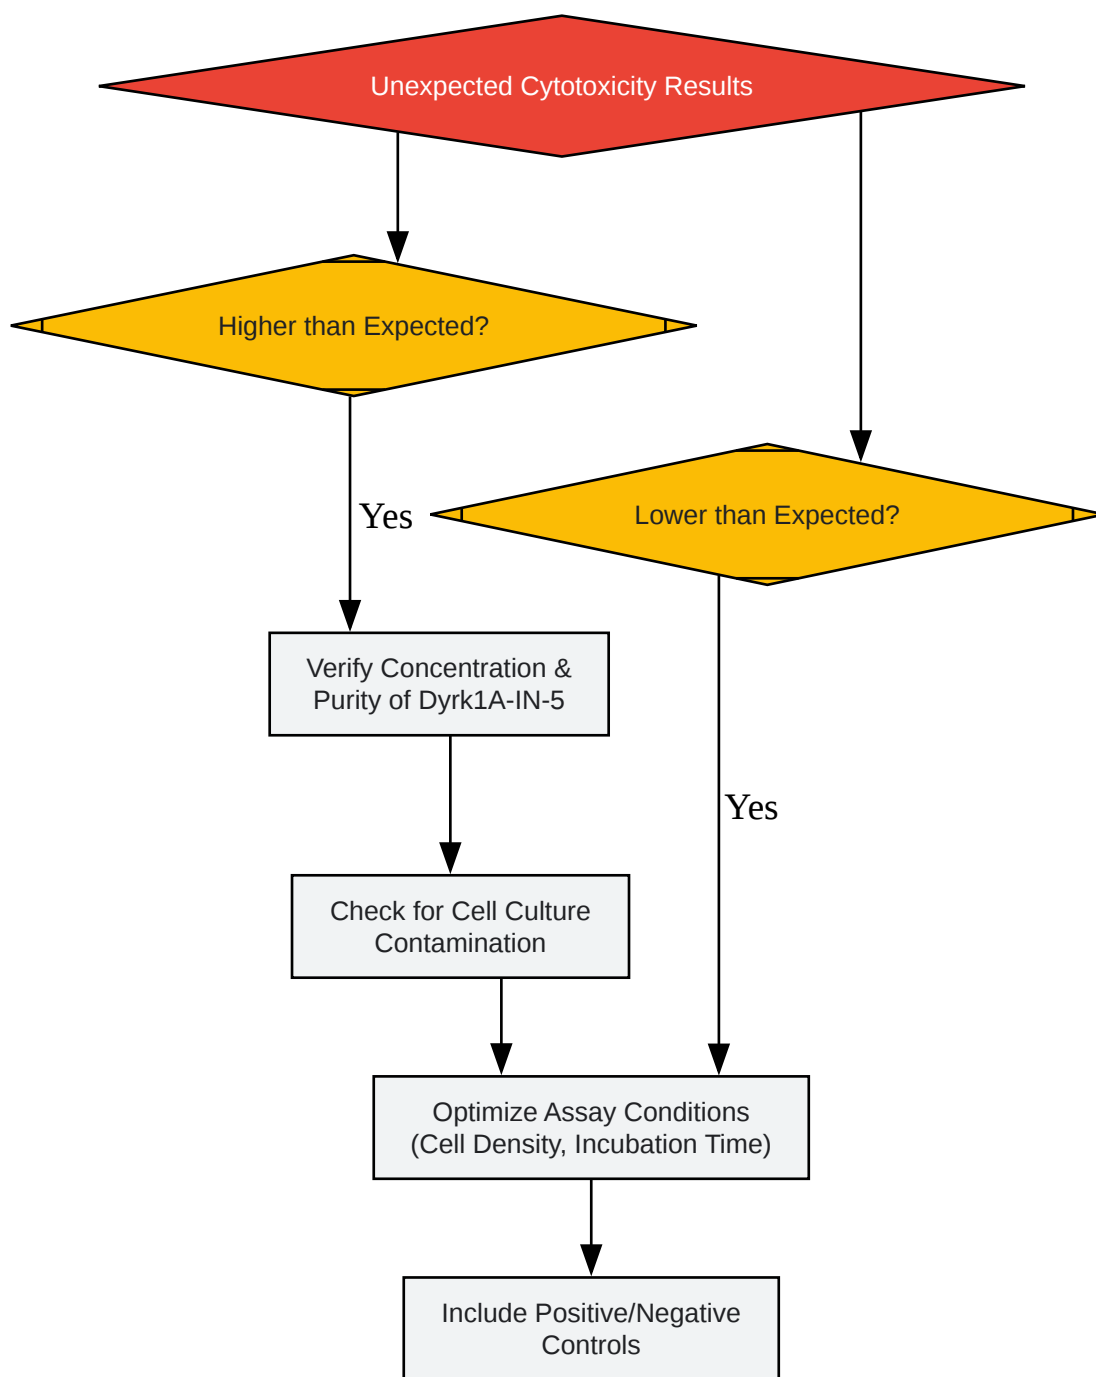 Unexpected Cytotoxicity Results
Higher than Expected?
Yes
Lower than Expected?
Verify Concentration &
Purity of Dyrk1A-IN-5
Yes
Check for Cell Culture
Contamination
Optimize Assay Conditions
(Cell Density, Incubation Time)
Include Positive/Negative
Controls